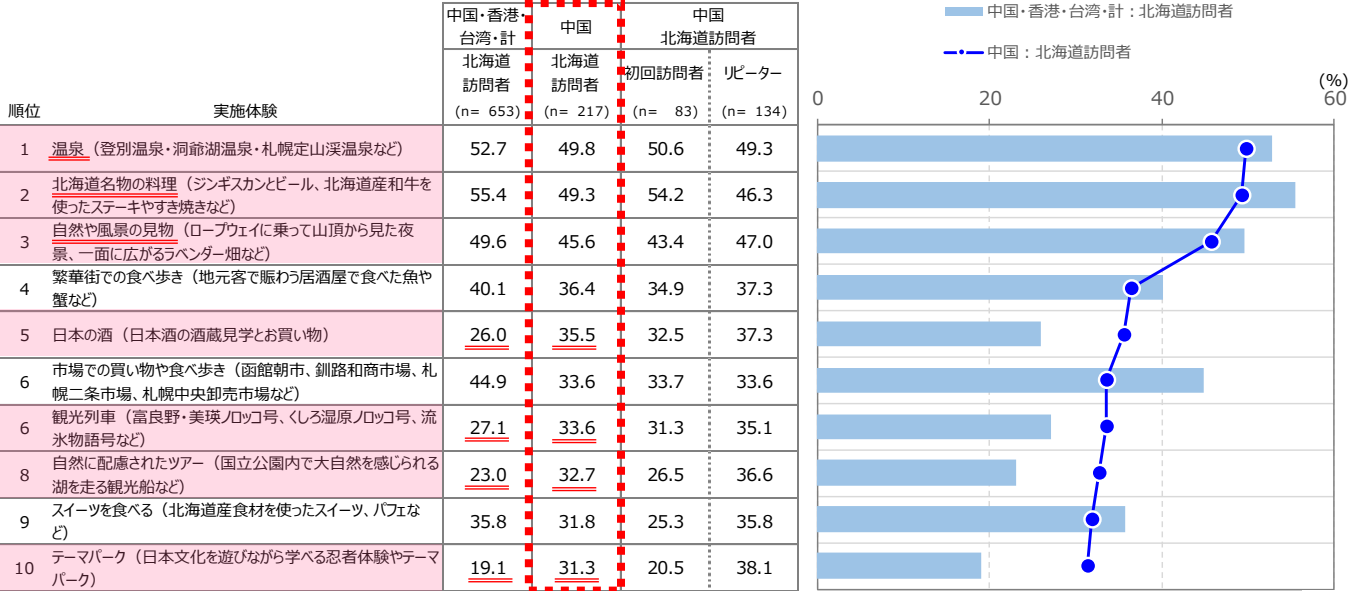 中国・香港・台湾・計：北海道訪問者
中国：北海道訪問者
中国・香港・
台湾・計
中国
中国
北海道訪問者
北海道
訪問者
北海道
訪問者
初回訪問者
リピーター
順位
実施体験
(n= 653)
(n= 217)
(n= 83)
(n= 134)
(%)
0
20
40
60
1
温泉（登別温泉・洞爺湖温泉・札幌定山渓温泉など）
52.7
49.8
50.6
49.3
2
北海道名物の料理（ジンギスカンとビール、北海道産和牛を
使ったステーキやすき焼きなど）
55.4
49.3
54.2
46.3
3
自然や風景の見物（ロープウェイに乗って山頂から見た夜
景、一面に広がるラベンダー畑など）
49.6
45.6
43.4
47.0
4
繁華街での食べ歩き（地元客で賑わう居酒屋で食べた魚や
蟹など）
40.1
36.4
34.9
37.3
5
日本の酒（日本酒の酒蔵見学とお買い物）
26.0
35.5
32.5
37.3
6
市場での買い物や食べ歩き（函館朝市、釧路和商市場、札
幌二条市場、札幌中央卸売市場など）
44.9
33.6
33.7
33.6
6
観光列車（富良野・美瑛ノロッコ号、くしろ湿原ノロッコ号、流
氷物語号など）
27.1
33.6
31.3
35.1
8
自然に配慮されたツアー（国立公園内で大自然を感じられる
湖を走る観光船など）
23.0
32.7
26.5
36.6
9
スイーツを食べる（北海道産食材を使ったスイーツ、パフェな
ど）
35.8
31.8
25.3
35.8
10
テーマパーク（日本文化を遊びながら学べる忍者体験やテーマ
パーク）
19.1
31.3
20.5
38.1